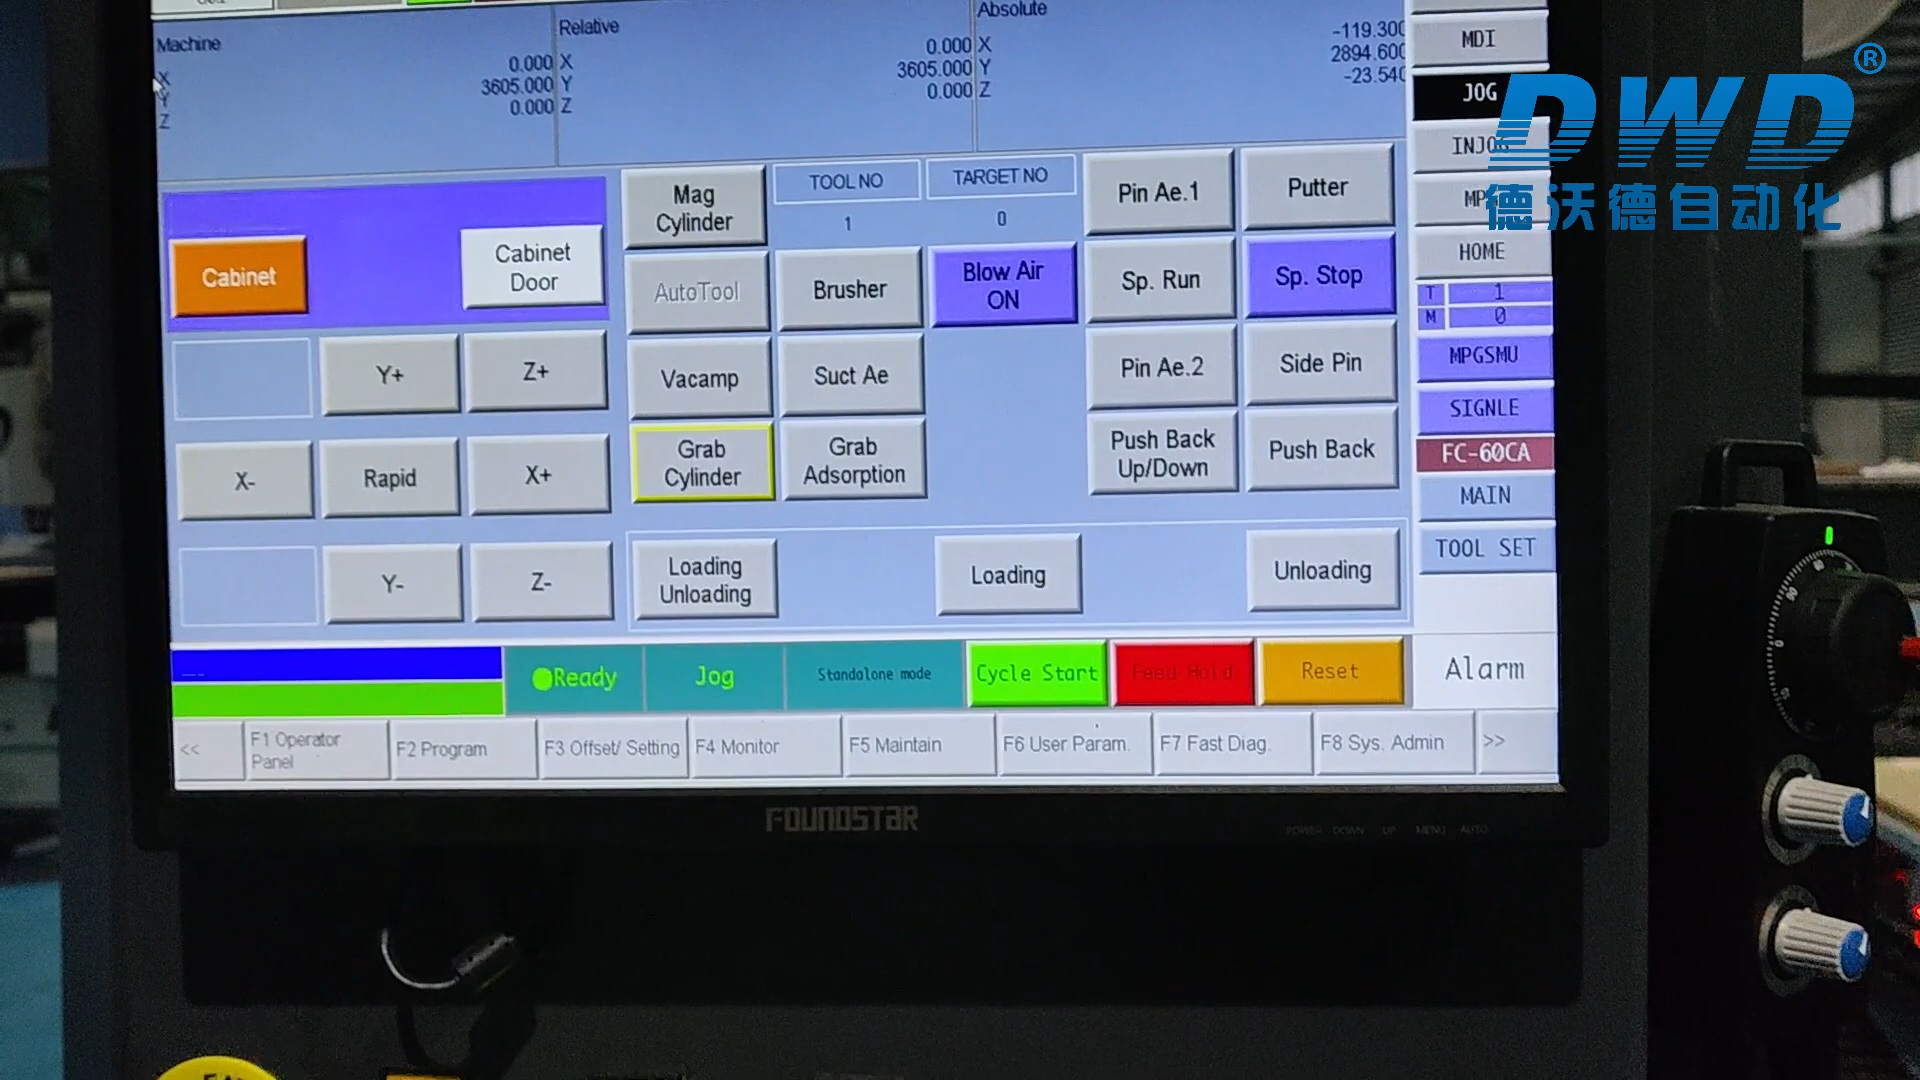 Machine
Relative
Absolute
X 0.000
Y 3605.000
Z 0.000
X 0.000
Y 3605.000
Z 0.000
X -119.300
Y 2894.600
Z -23.540
MDI
JOG
HOME
T 1
M 0
MPGSMU
SIGNLE
FC-60CA
MAIN
TOOL SET
DWD®
德沃德自动化
Cabinet
Cabinet
Door
Y+
Z+
X-
Rapid
X+
Y-
Z-
Mag
Cylinder
TOOL NO
1
TARGET NO
0
Pin Ae.1
Putter
AutoTool
Brusher
Blow Air
ON
Sp. Run
Sp. Stop
Vacamp
Suct Ae
Pin Ae.2
Side Pin
Grab
Cylinder
Grab
Adsorption
Push Back
Up/Down
Push Back
Loading
Unloading
Loading
Unloading
Ready
Jog
Standalone mode
Cycle Start
Feed Hold
Reset
Alarm
<<
F1 Operator
Panel
F2 Program
F3 Offset/ Setting
F4 Monitor
F5 Maintain
F6 User Param.
F7 Fast Diag.
F8 Sys. Admin
>>
FOUNDSTAR
POWER DOWN UP MENU AUTO